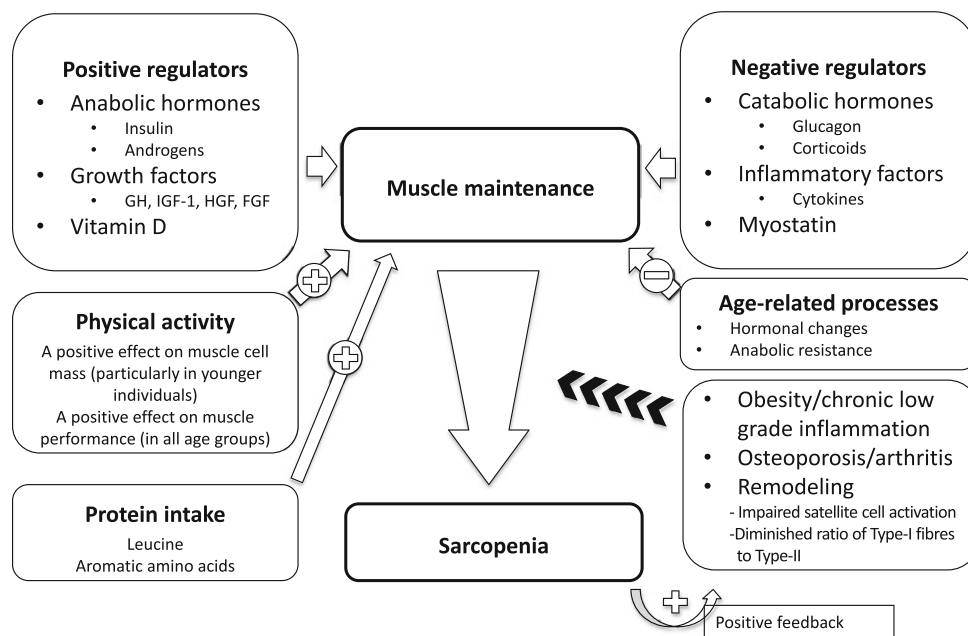 Positive regulators
• Anabolic hormones
• Insulin
• Androgens
• Growth factors
• GH, IGF-1, HGF, FGF
• Vitamin D
Physical activity
A positive effect on muscle cell
mass (particularly in younger
individuals)
A positive effect on muscle
performance (in all age groups)
Protein intake
Leucine
Aromatic amino acids
Muscle maintenance
Sarcopenia
Negative regulators
• Catabolic hormones
• Glucagon
• Corticoids
• Inflammatory factors
• Cytokines
• Myostatin
Age-related processes
• Hormonal changes
• Anabolic resistance
• Obesity/chronic low
grade inflammation
• Osteoporosis/arthritis
• Remodeling
- Impaired satellite cell activation
-Diminished ratio of Type-I fibres
to Type-II
Positive feedback